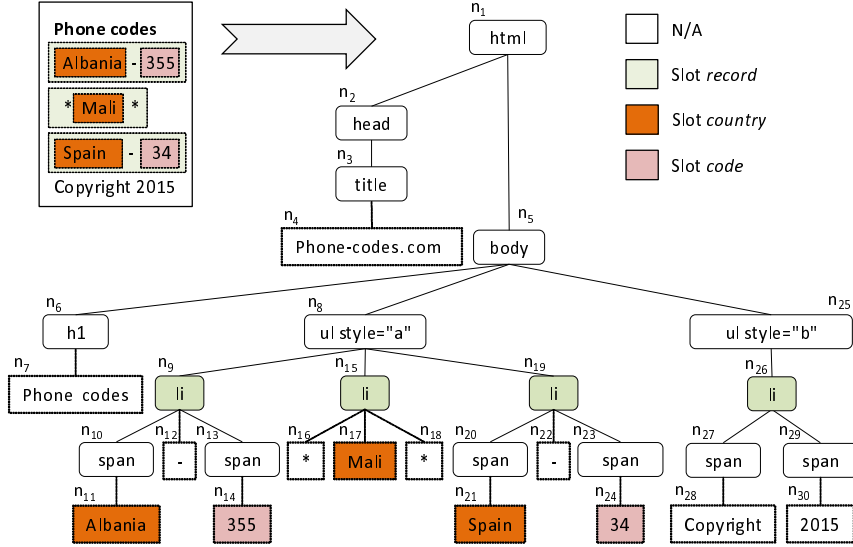 Phone codes
Albania - 355
* Mali *
Spain - 34
Copyright 2015
N/A
Slot record
Slot country
Slot code
n1
html
n2
head
n3
title
n4
Phone-codes.com
n5
body
n6
h1
n7
Phone codes
n8
ul style="a"
n25
ul style="b"
n9
li
n15
li
n19
li
n26
li
n10
span
n12
-
n13
span
n16
*
n17
Mali
n18
*
n20
span
n22
-
n23
span
n27
span
n29
span
n11
Albania
n14
355
n21
Spain
n24
34
n28
Copyright
n30
2015